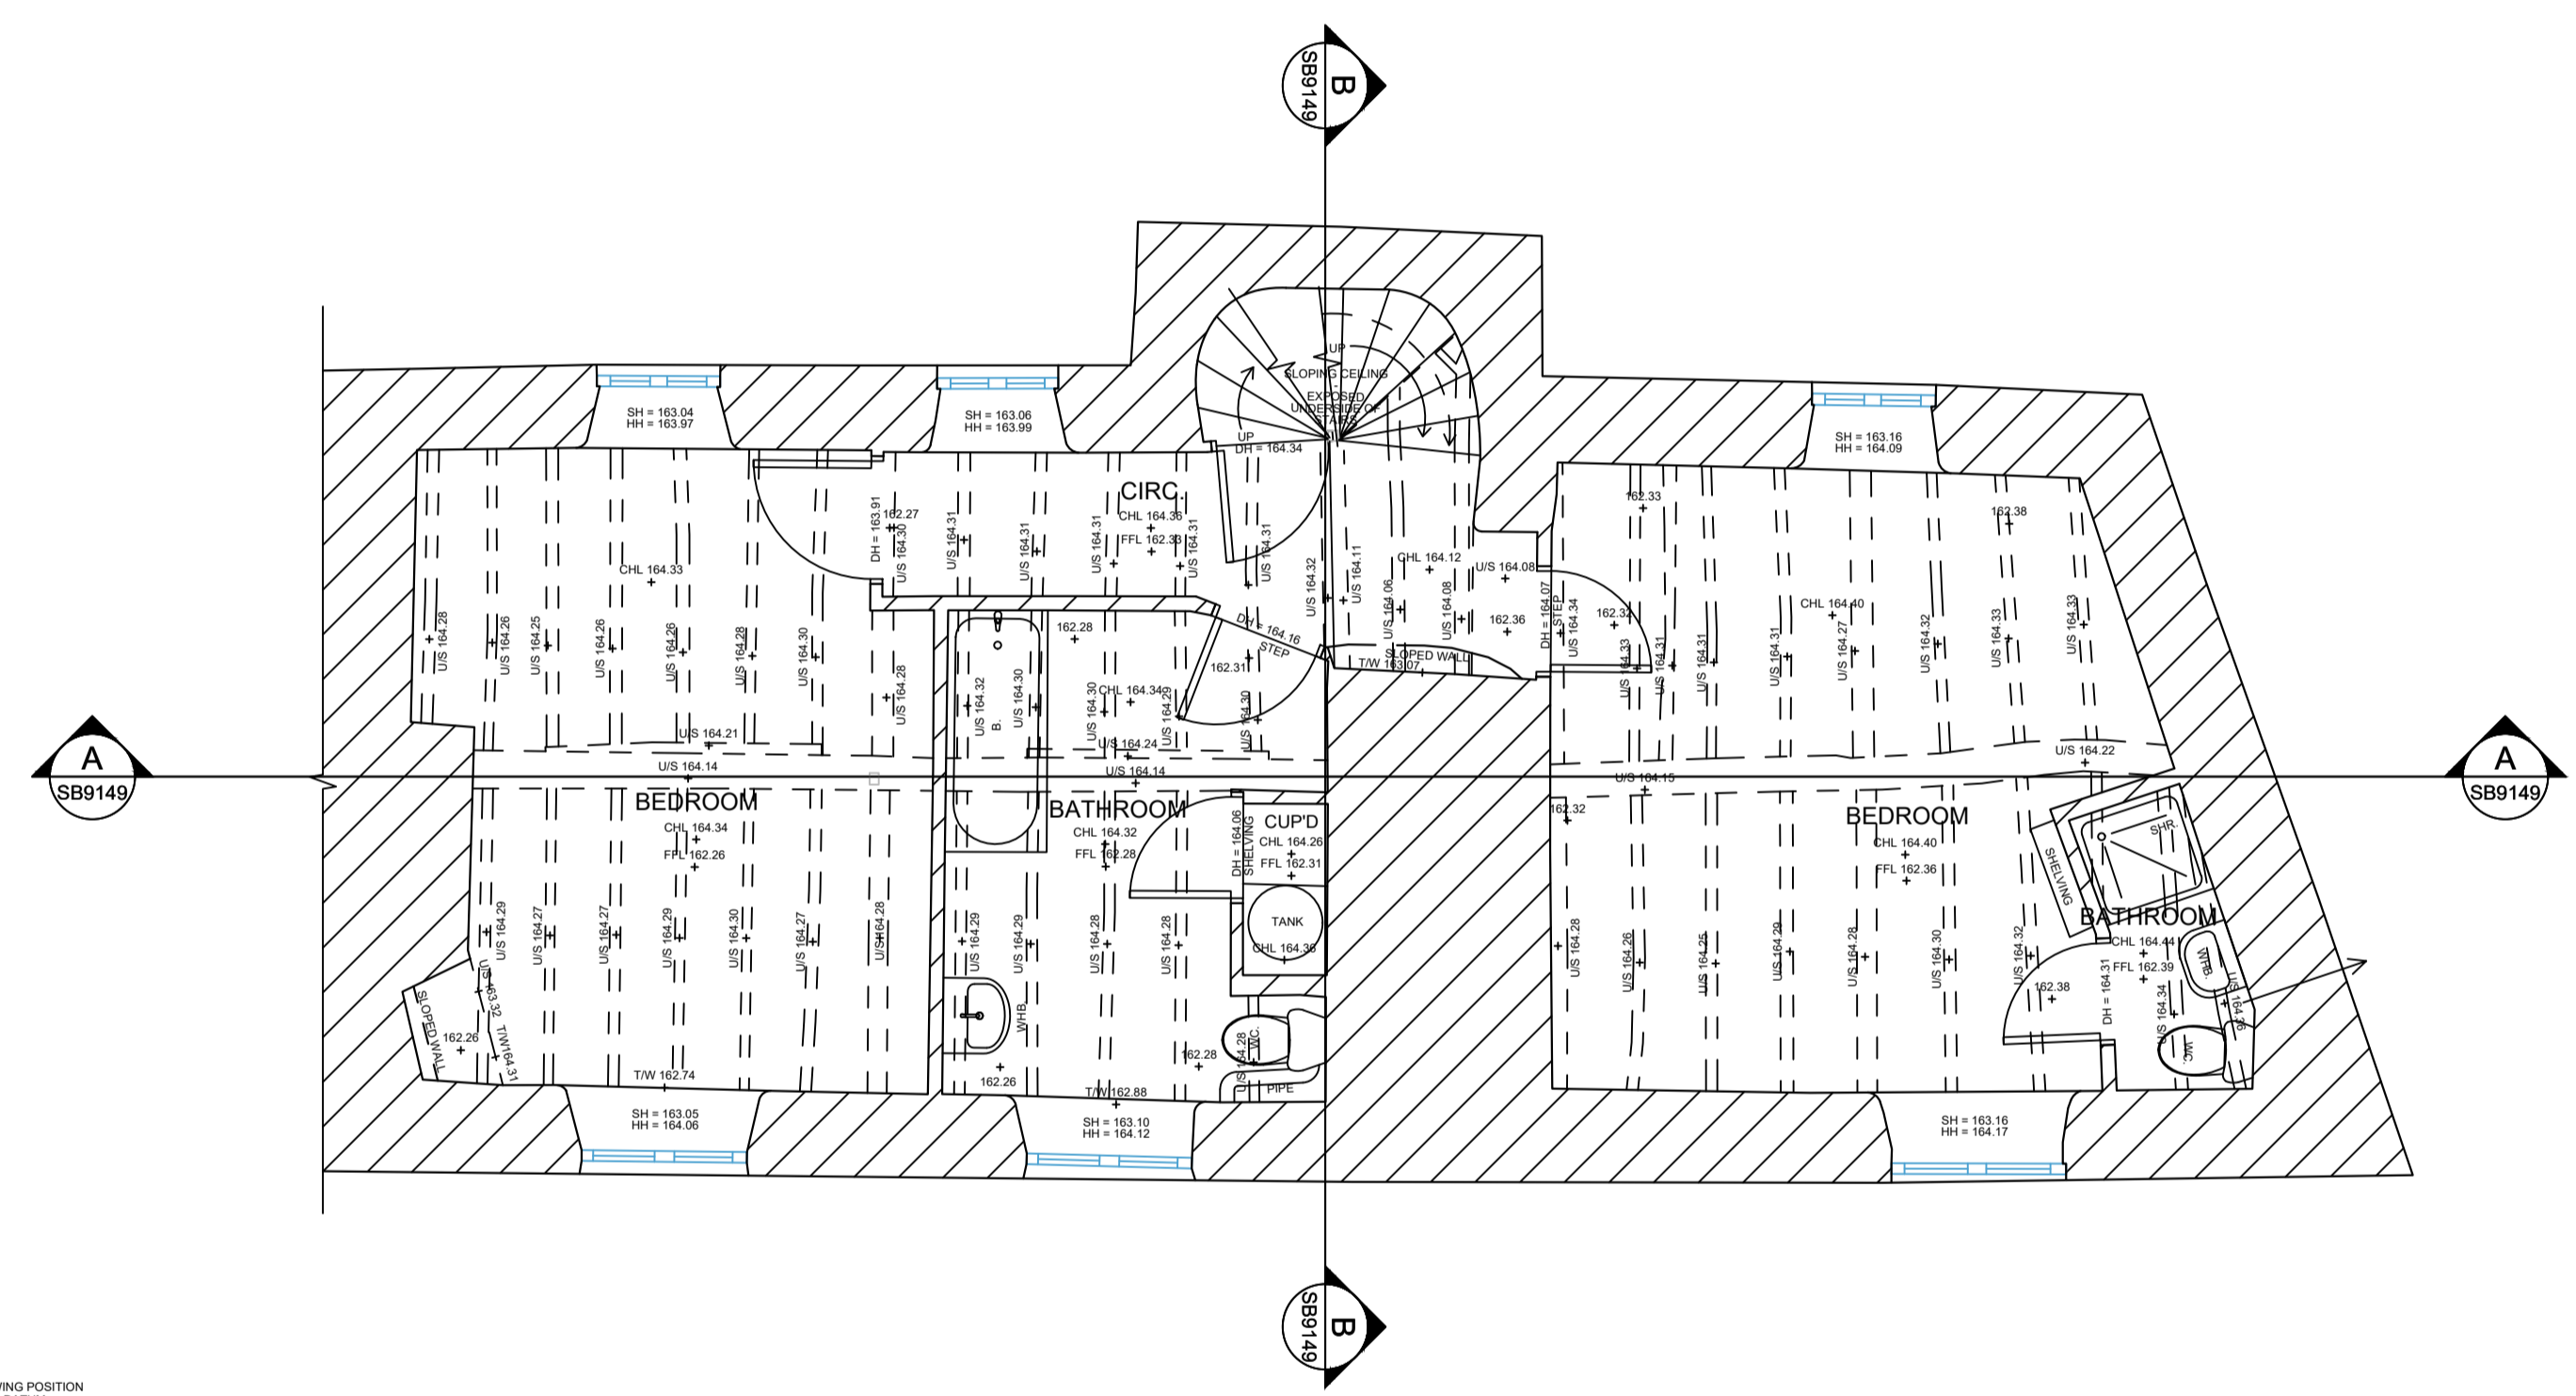 B
SB9149
SH = 163.04
HH = 163.97
SH = 163.06
HH = 163.99
UP
SLOPING CEILING
-
EXPOSED
UNDERSIDE OF
STAIRS
UP
DH = 164.34
SH = 163.16
HH = 164.09
CIRC.
CHL 164.36
FFL 162.33
DH = 163.91
162.27
U/S 164.30
U/S 164.31
U/S 164.31
U/S 164.31
U/S 164.31
U/S 164.31
U/S 164.32
U/S 164.11
CHL 164.12
U/S 164.08
U/S 164.06
U/S 164.08
162.36
DH = 164.07
STEP
U/S 164.34
162.32
162.33
162.38
CHL 164.33
CHL 164.40
U/S 164.28
U/S 164.26
U/S 164.25
U/S 164.26
U/S 164.26
U/S 164.28
U/S 164.30
U/S 164.28
162.28
DH = 164.16
STEP
162.31
SLOPED WALL
T/W 163.07
U/S 164.33
U/S 164.31
U/S 164.31
U/S 164.31
U/S 164.27
U/S 164.32
U/S 164.33
U/S 164.33
U/S 164.32
B.
U/S 164.30
U/S 164.30
CHL 164.34
U/S 164.29
U/S 164.30
U/S 164.21
U/S 164.24
U/S 164.22
A
SB9149
U/S 164.14
U/S 164.14
U/S 164.15
A
SB9149
BEDROOM
CHL 164.34
FFL 162.26
BATHROOM
CHL 164.32
FFL 162.28
DH = 164.06
SHELVING
CUP'D
CHL 164.26
FFL 162.31
TANK
CHL 164.36
162.32
BEDROOM
CHL 164.40
FFL 162.36
SHELVING
SHR.
BATHROOM
CHL 164.44
FFL 162.39
WHB.
U/S 164.29
U/S 164.27
U/S 164.27
U/S 164.29
U/S 164.30
U/S 164.27
U/S 164.28
U/S 164.29
U/S 164.29
U/S 164.28
U/S 164.28
U/S 164.28
U/S 164.26
U/S 164.25
U/S 164.29
U/S 164.28
U/S 164.30
U/S 164.32
162.38
DH = 164.31
U/S 164.34
U/S 164.36
WC.
SLOPED WALL
162.26
U/S 163.32
T/W164.31
T/W 162.74
WHB.
162.26
162.28
U/S 164.28
WC.
PIPE
T/W 162.88
SH = 163.05
HH = 164.06
SH = 163.10
HH = 164.12
SH = 163.16
HH = 164.17
B
SB9149
WING POSITION